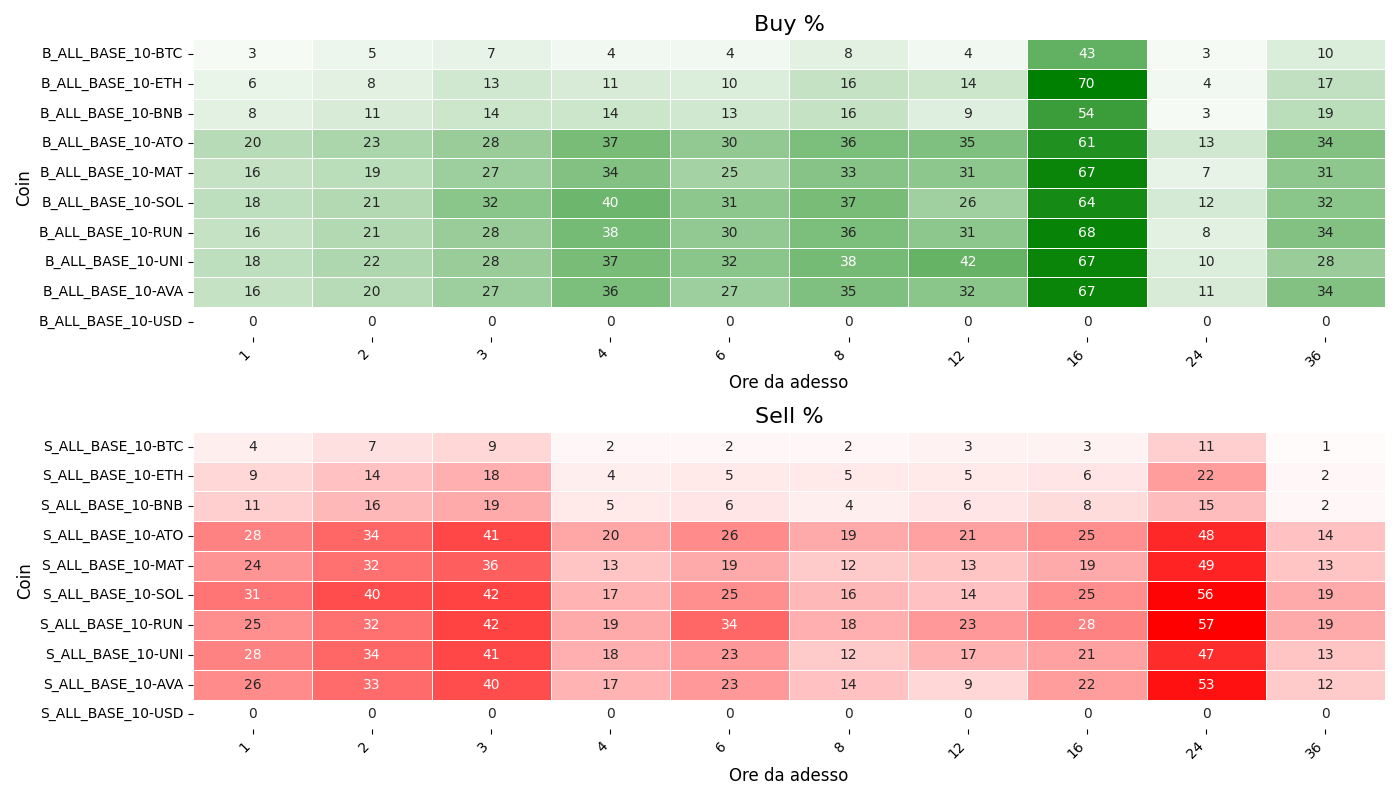 Buy %
Coin
B_ALL_BASE_10-BTC 3 5 7 4 4 8 4 43 3 10
B_ALL_BASE_10-ETH 6 8 13 11 10 16 14 70 4 17
B_ALL_BASE_10-BNB 8 11 14 14 13 16 9 54 3 19
B_ALL_BASE_10-ATO 20 23 28 37 30 36 35 61 13 34
B_ALL_BASE_10-MAT 16 19 27 34 25 33 31 67 7 31
B_ALL_BASE_10-SOL 18 21 32 40 31 37 26 64 12 32
B_ALL_BASE_10-RUN 16 21 28 38 30 36 31 68 8 34
B_ALL_BASE_10-UNI 18 22 28 37 32 38 42 67 10 28
B_ALL_BASE_10-AVA 16 20 27 36 27 35 32 67 11 34
B_ALL_BASE_10-USD 0 0 0 0 0 0 0 0 0 0
1 2 3 4 6 8 12 16 24 36
Ore da adesso
Sell %
Coin
S_ALL_BASE_10-BTC 4 7 9 2 2 2 3 3 11 1
S_ALL_BASE_10-ETH 9 14 18 4 5 5 5 6 22 2
S_ALL_BASE_10-BNB 11 16 19 5 6 4 6 8 15 2
S_ALL_BASE_10-ATO 28 34 41 20 26 19 21 25 48 14
S_ALL_BASE_10-MAT 24 32 36 13 19 12 13 19 49 13
S_ALL_BASE_10-SOL 31 40 42 17 25 16 14 25 56 19
S_ALL_BASE_10-RUN 25 32 42 19 34 18 23 28 57 19
S_ALL_BASE_10-UNI 28 34 41 18 23 12 17 21 47 13
S_ALL_BASE_10-AVA 26 33 40 17 23 14 9 22 53 12
S_ALL_BASE_10-USD 0 0 0 0 0 0 0 0 0 0
1 2 3 4 6 8 12 16 24 36
Ore da adesso